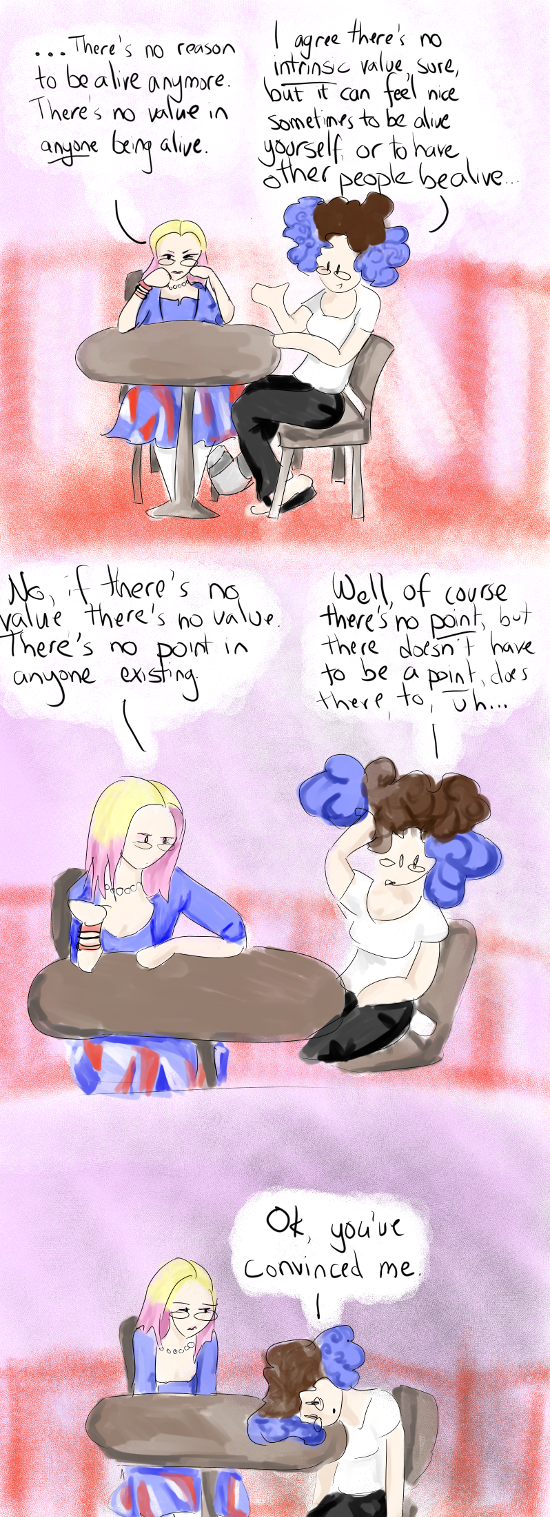 ...There's no reason
to be alive anymore.
There's no value in
anyone being alive.
I agree there's no
intrinsic value, sure,
but it can feel nice
sometimes to be alive
yourself, or to have
other people be alive...
No, if there's no
value there's no value.
There's no point in
anyone existing.
Well, of course
there's no point, but
there doesn't have
to be a point, does
there, to, uh...
Ok, you've
convinced me.